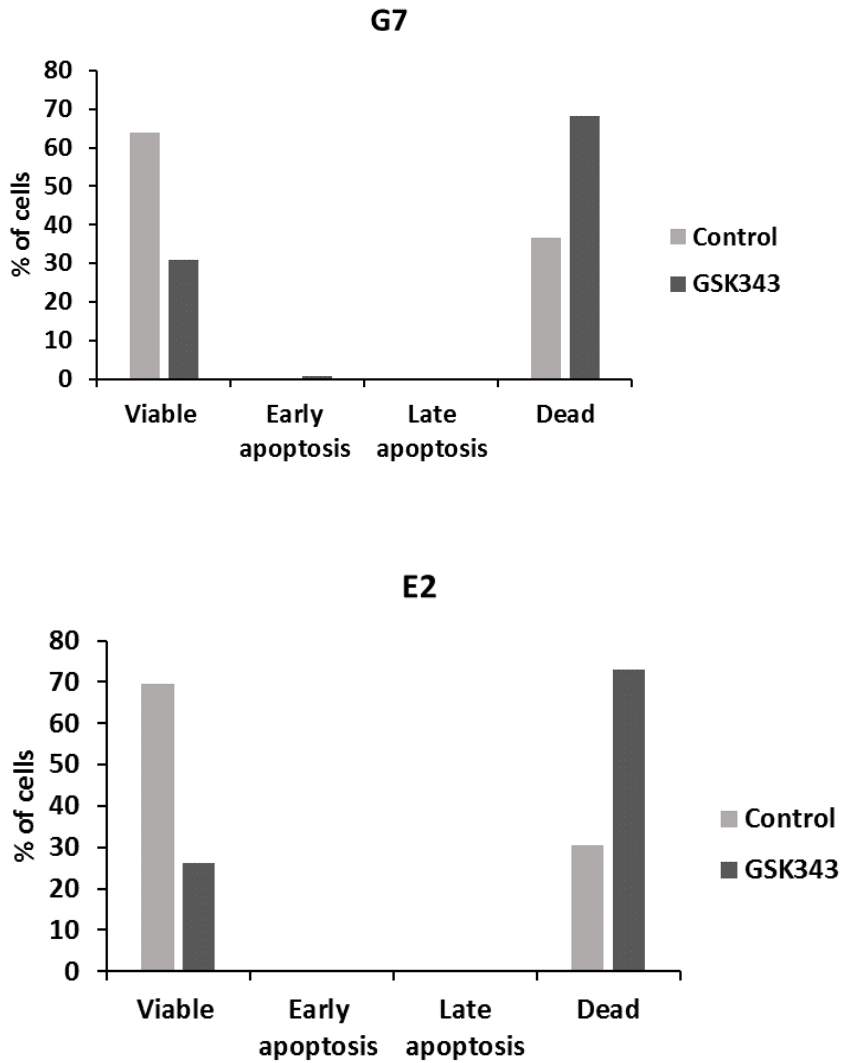 G7
80
70
60
50
40
30
20
10
0
% of cells
Viable
Early
apoptosis
Late
apoptosis
Dead
Control
GSK343
E2
80
70
60
50
40
30
20
10
0
% of cells
Viable
Early
apoptosis
Late
apoptosis
Dead
Control
GSK343